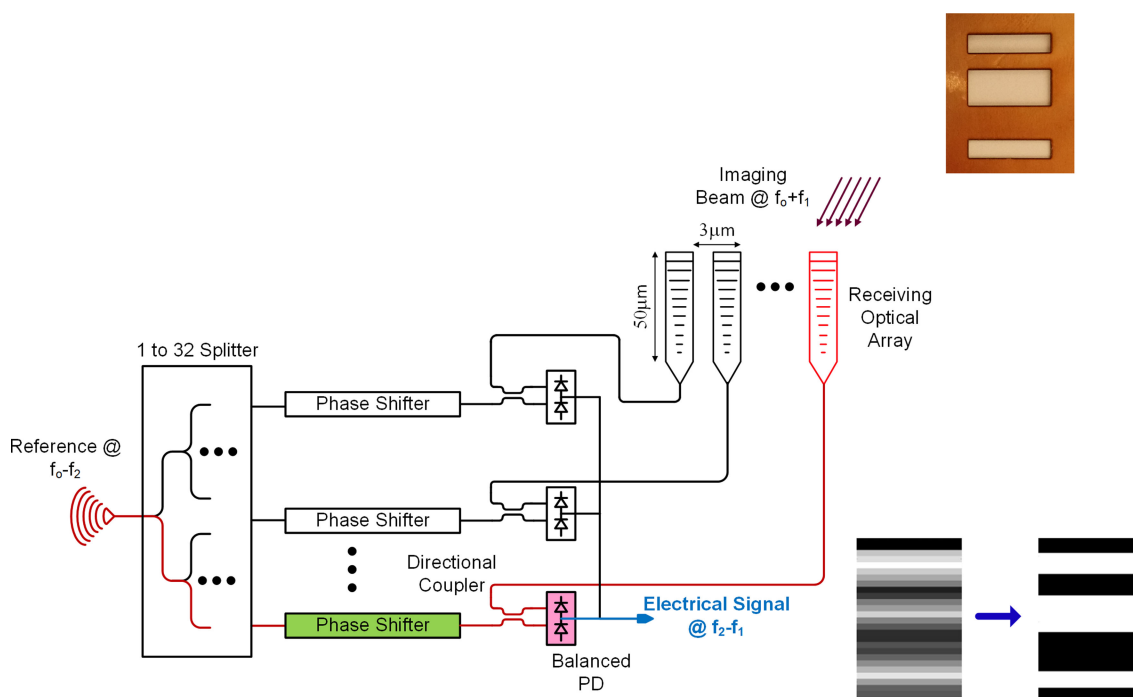 Imaging
Beam @ fₒ+f₁
3μm
50μm
Receiving
Optical
Array
1 to 32 Splitter
Phase Shifter
Reference @
fₒ-f₂
Phase Shifter
Directional
Coupler
Phase Shifter
Electrical Signal
@ f₂-f₁
Balanced
PD